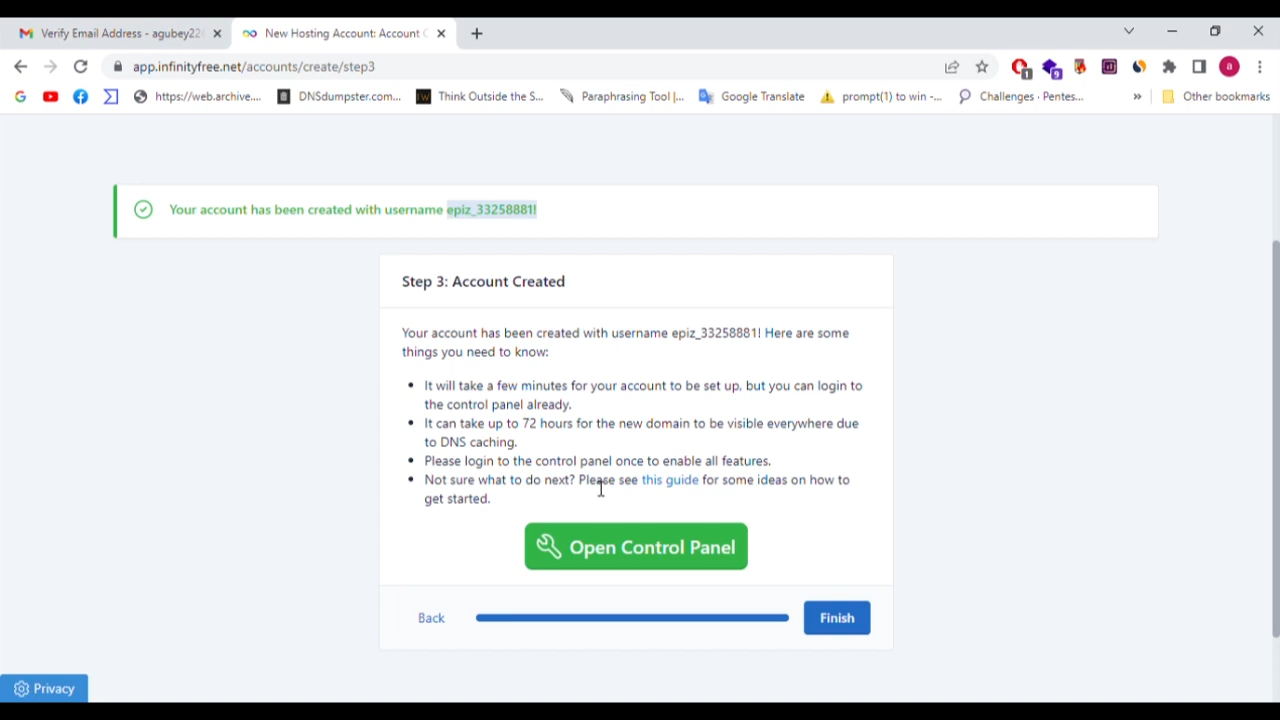 Verify Email Address - agubey22
New Hosting Account: Account C
app.infinityfree.net/accounts/create/step3
1
9
a
G
https://web.archive....
DNSdumpster.com...
TW
Think Outside the S...
Paraphrasing Tool |...
Google Translate
prompt(1) to win -...
Challenges · Pentes...
»
Other bookmarks
Your account has been created with username epiz_33258881!
Step 3: Account Created
Your account has been created with username epiz_33258881! Here are some
things you need to know:
• It will take a few minutes for your account to be set up, but you can login to
the control panel already.
• It can take up to 72 hours for the new domain to be visible everywhere due
to DNS caching.
• Please login to the control panel once to enable all features.
• Not sure what to do next? Please see this guide for some ideas on how to
get started.
Open Control Panel
Back
Finish
Privacy